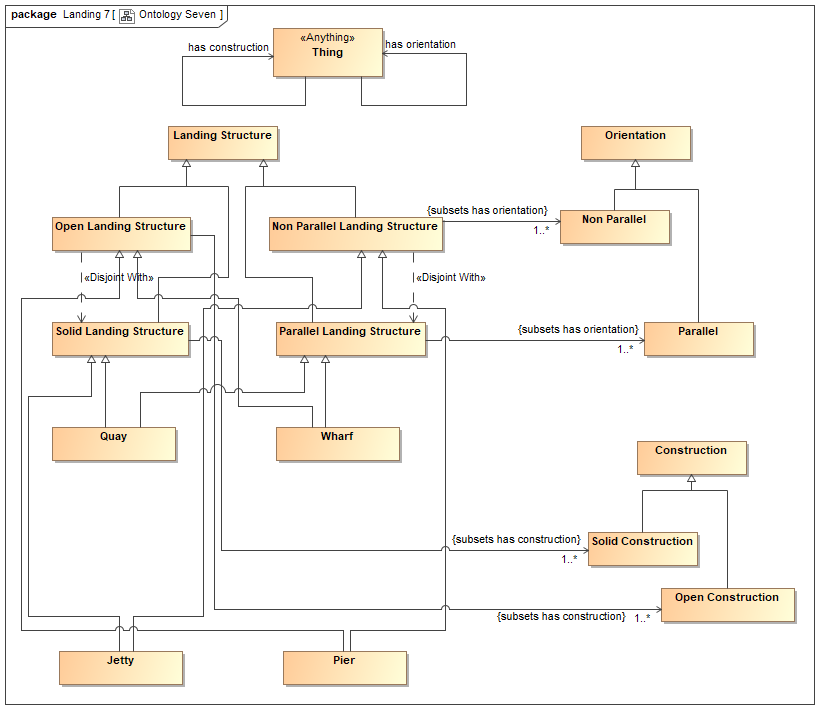 package Landing 7 [ Ontology Seven ]
«Anything»
Thing
has construction
has orientation
Landing Structure
Orientation
Open Landing Structure
Non Parallel Landing Structure
{subsets has orientation}
1..*
Non Parallel
«Disjoint With»
«Disjoint With»
Solid Landing Structure
Parallel Landing Structure
{subsets has orientation}
1..*
Parallel
Quay
Wharf
Construction
{subsets has construction}
1..*
Solid Construction
Open Construction
{subsets has construction}
1..*
Jetty
Pier